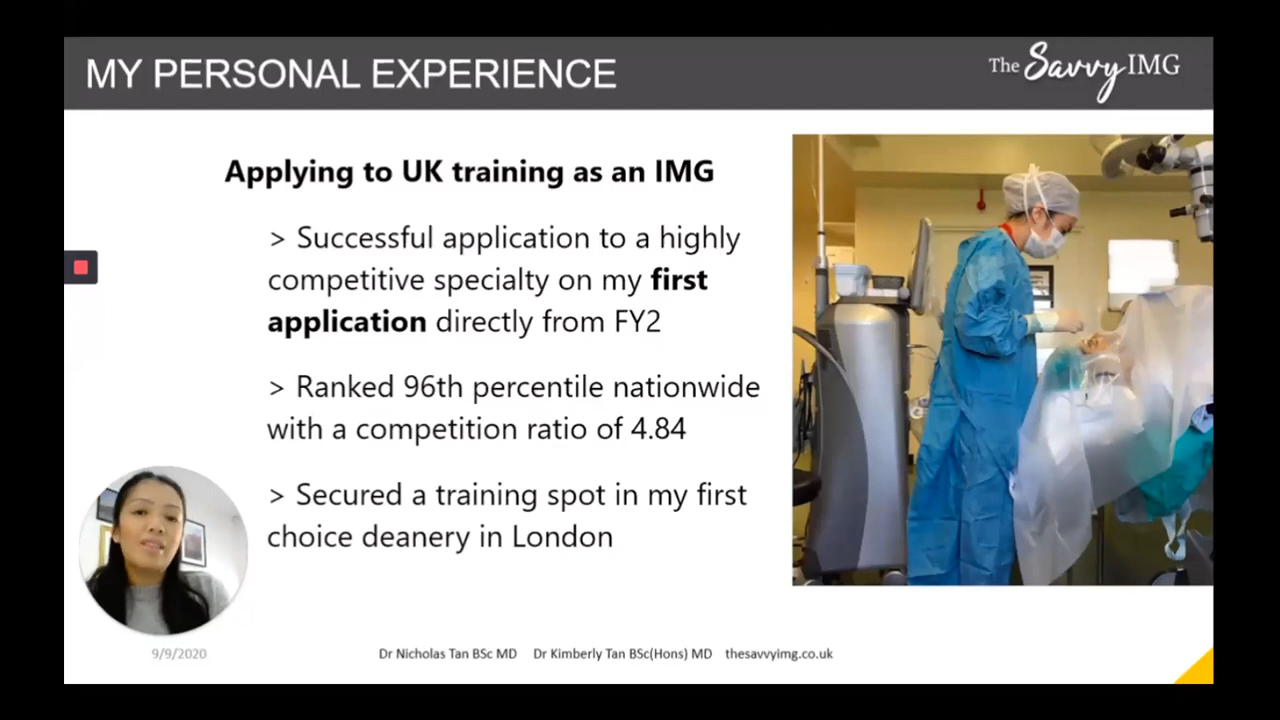 MY PERSONAL EXPERIENCE
The Savvy IMG
Applying to UK training as an IMG
> Successful application to a highly
competitive specialty on my first
application directly from FY2
> Ranked 96th percentile nationwide
with a competition ratio of 4.84
> Secured a training spot in my first
choice deanery in London
9/9/2020
Dr Nicholas Tan BSc MD Dr Kimberly Tan BSc(Hons) MD thesavvyimg.co.uk